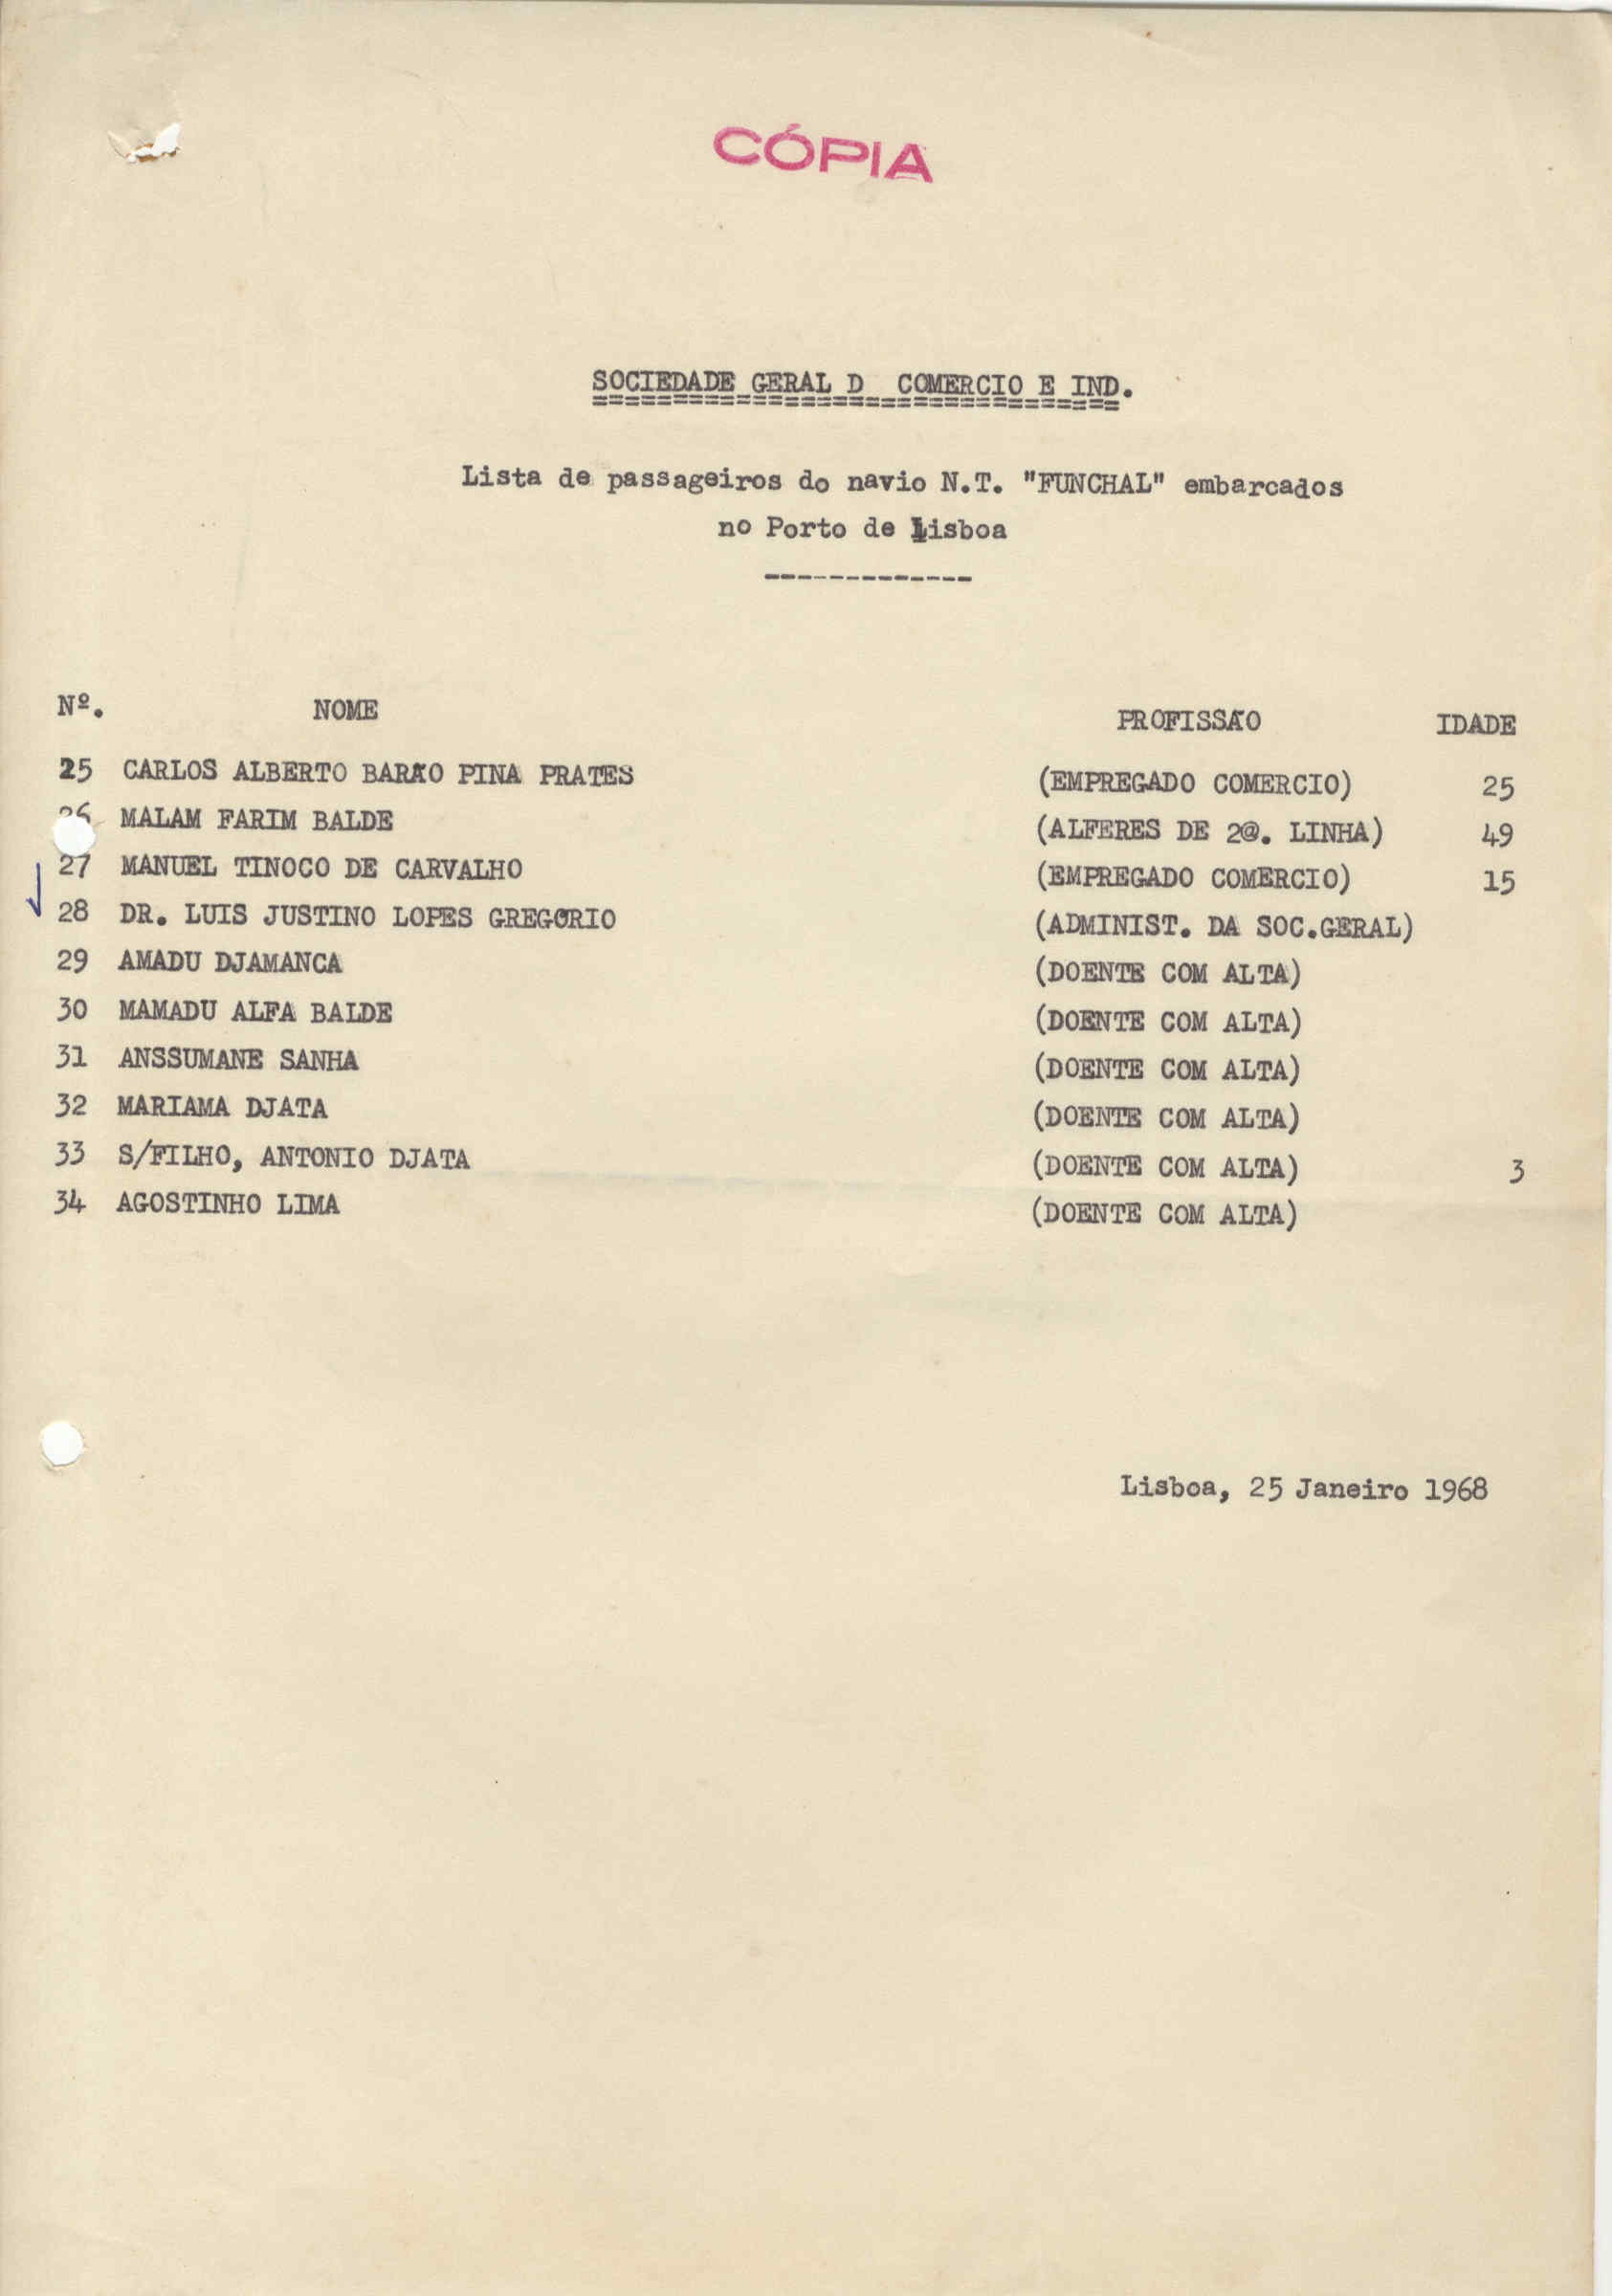 CÓPIA
SOCIEDADE GERAL D COMERCIO E IND.
Lista de passageiros do navio N.T. "FUNCHAL" embarcados
no Porto de Lisboa
Nº. NOME PROFISSÃO IDADE
25 CARLOS ALBERTO BARÃO PINA PRATES (EMPREGADO COMERCIO) 25
26 MALAM FARIM BALDE (ALFERES DE 2@. LINHA) 49
27 MANUEL TINOCO DE CARVALHO (EMPREGADO COMERCIO) 15
28 DR. LUIS JUSTINO LOPES GREGORIO (ADMINIST. DA SOC.GERAL)
29 AMADU DJAMANCA (DOENTE COM ALTA)
30 MAMADU ALFA BALDE (DOENTE COM ALTA)
31 ANSSUMANE SANHA (DOENTE COM ALTA)
32 MARIAMA DJATA (DOENTE COM ALTA)
33 S/FILHO, ANTONIO DJATA (DOENTE COM ALTA) 3
34 AGOSTINHO LIMA (DOENTE COM ALTA)
Lisboa, 25 Janeiro 1968